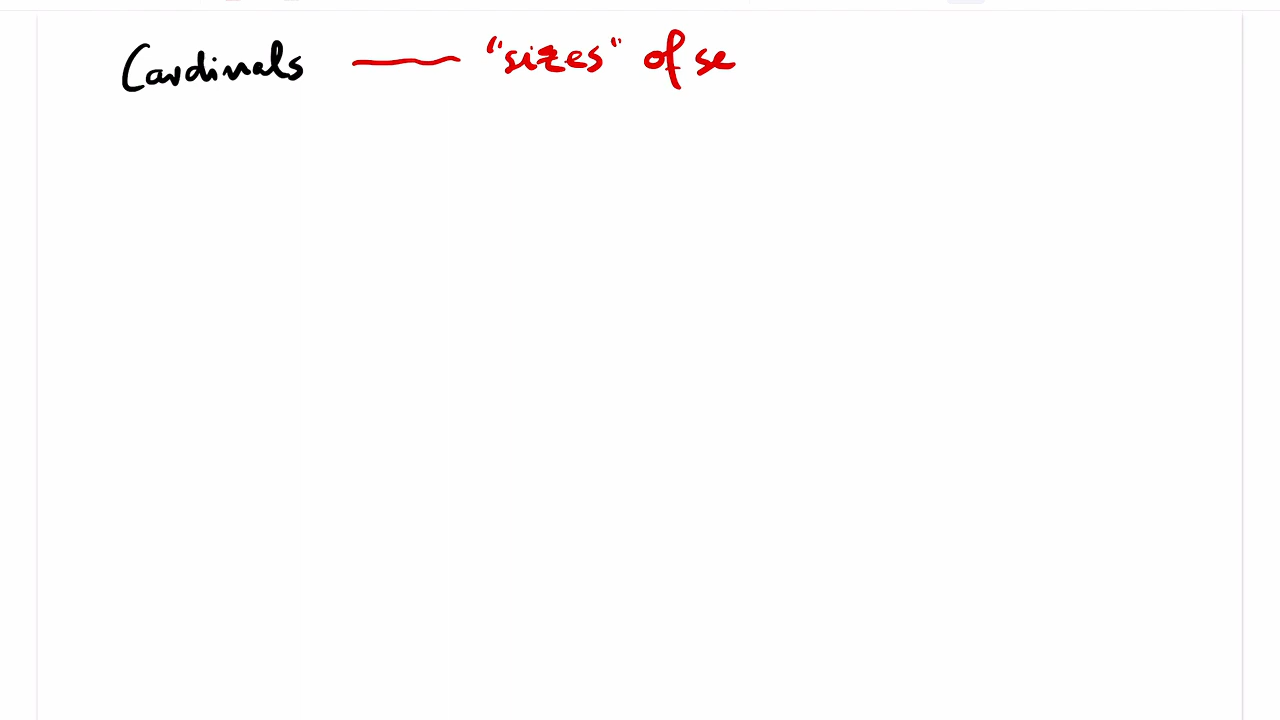 Cardinals — "sizes" of se